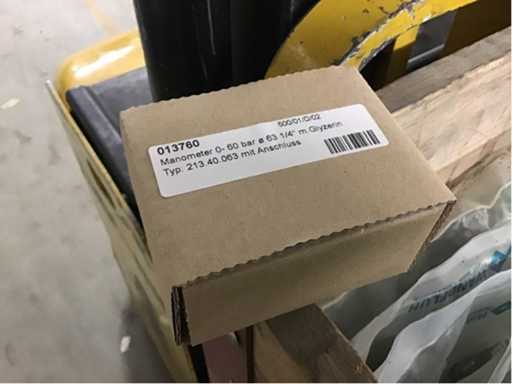 500/01/D/02
013760
Manometer 0- 60 bar ø 63 1/4" m.Glyzerin
Typ: 213.40.063 mit Anschluss